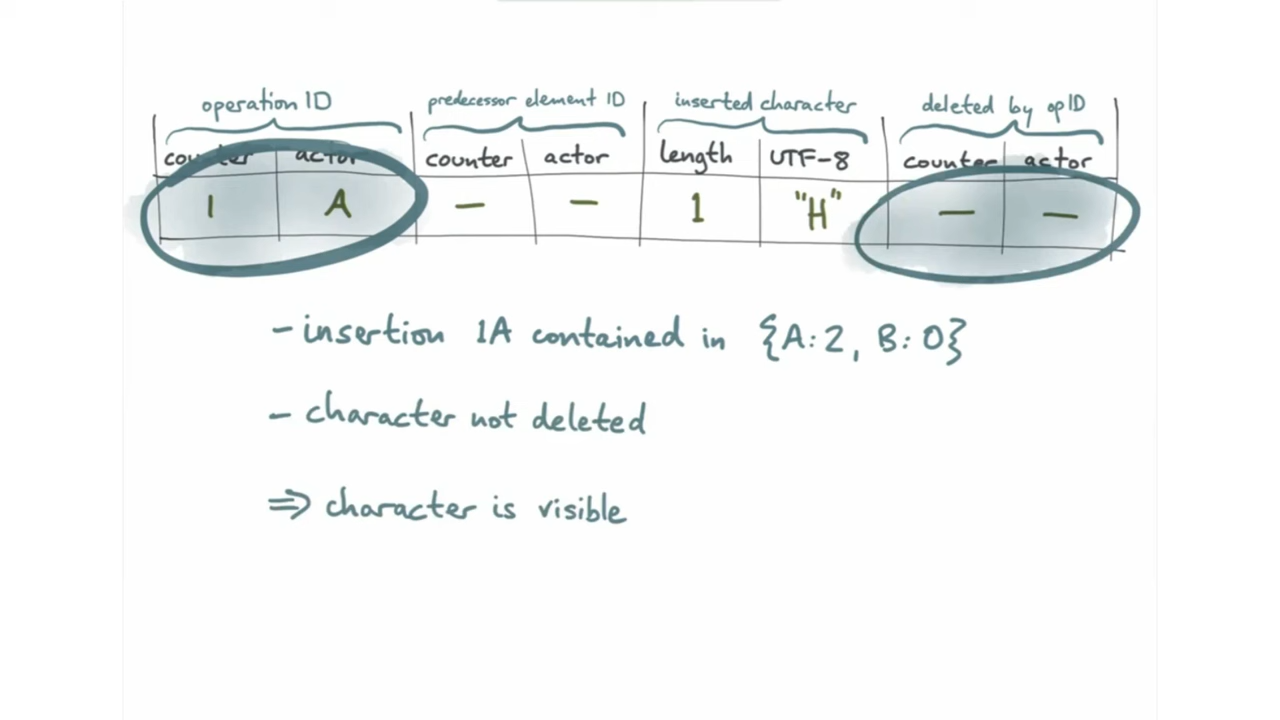 operation ID predecessor element ID inserted character deleted by opID
counter actor counter actor length UTF-8 counter actor
1 A — — 1 "H" — —
- insertion 1A contained in {A: 2, B: 0}
- character not deleted
⇒ character is visible